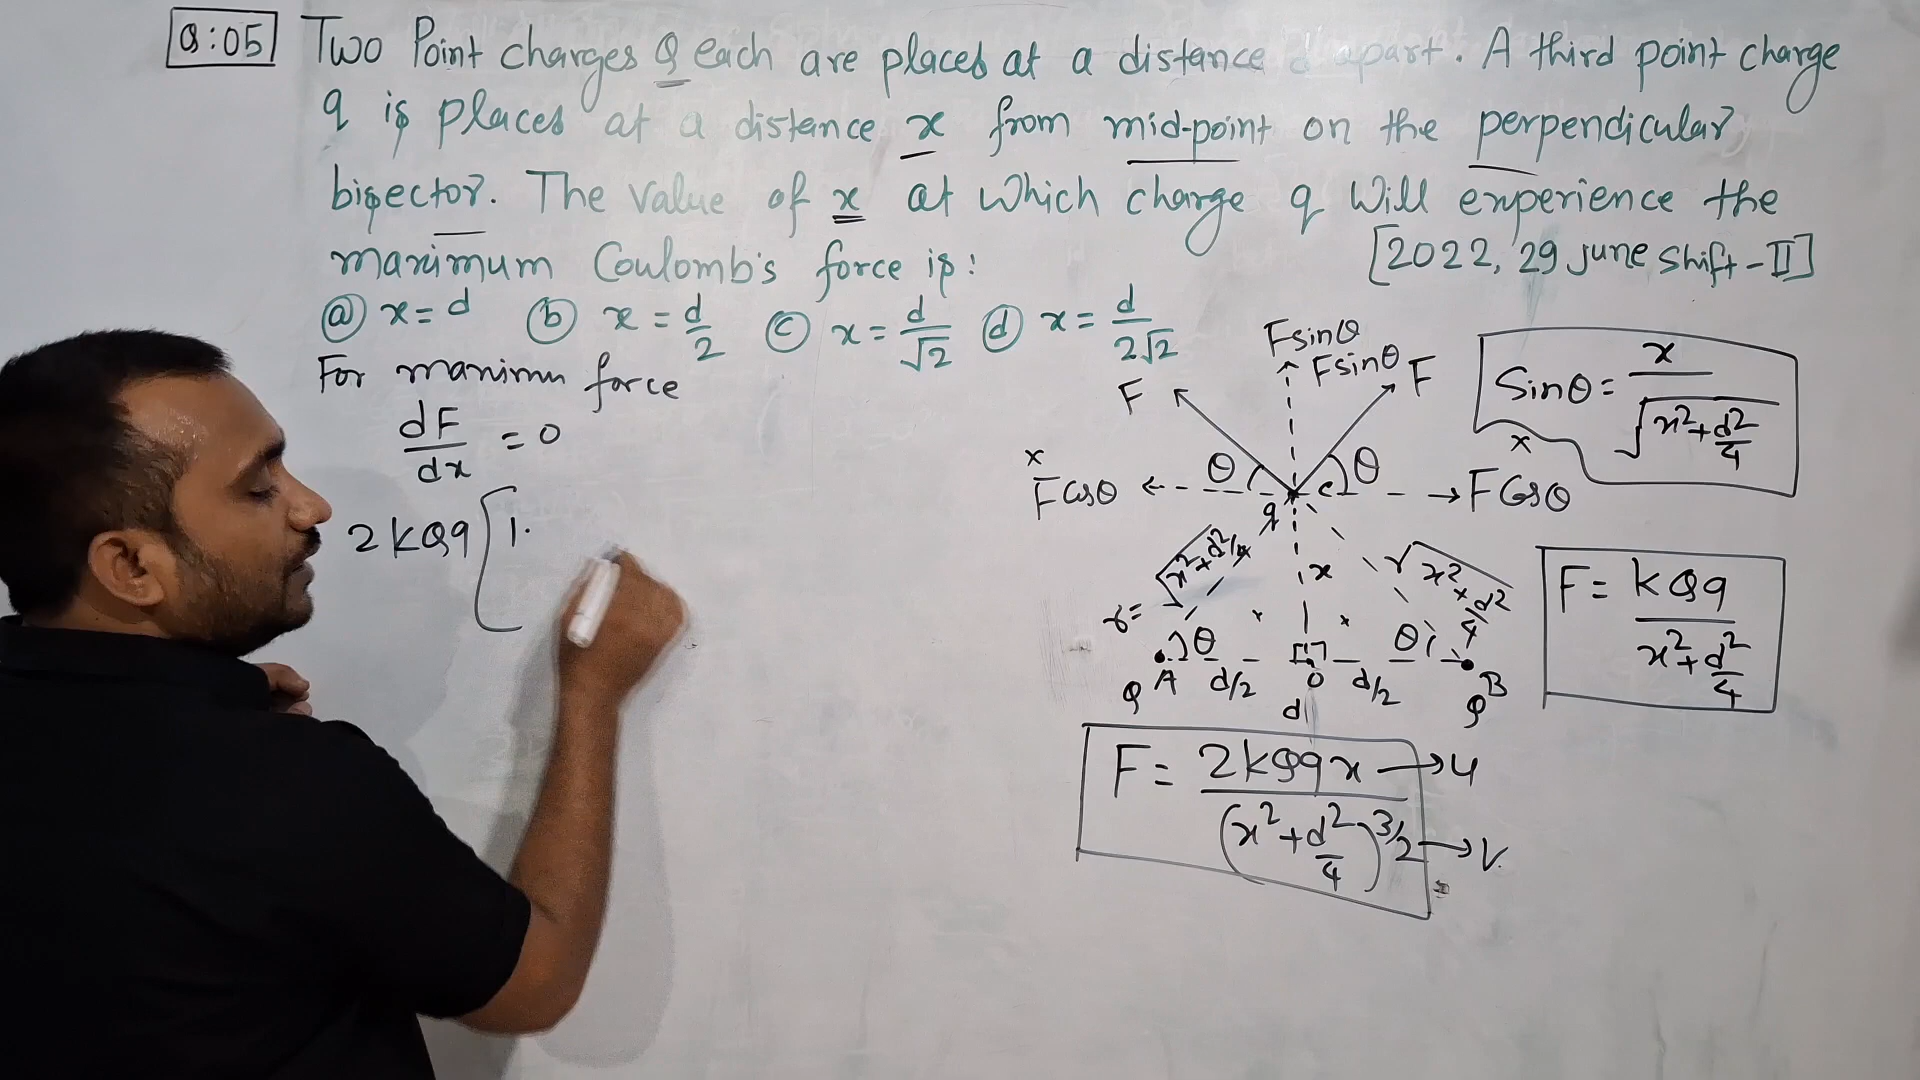 Q:05 Two Point charges Q each are places at a distance d apart. A third point charge
q is places at a distance x from mid-point on the perpendicular
bisector. The value of x at which charge q will experience the
maximum Coulomb's force is:
[2022, 29 June Shift-II]
(a) x = d (b) x = d/2 (c) x = d/√2 (d) x = d/2√2
For maximum force
dF/dx = 0
2kQq [1.
Fsinθ
Fsinθ
F F
θ θ
x x
Fcosθ Fcosθ
q c
r = √x²+d²/4 x √x²+d²/4
θ θ
A d/2 O d/2 B
Q d Q
Sinθ = x/√(x²+d²/4)
F = kQq/(x²+d²/4)
F = 2kQqx/(x²+d²/4)^3/2 → u → v